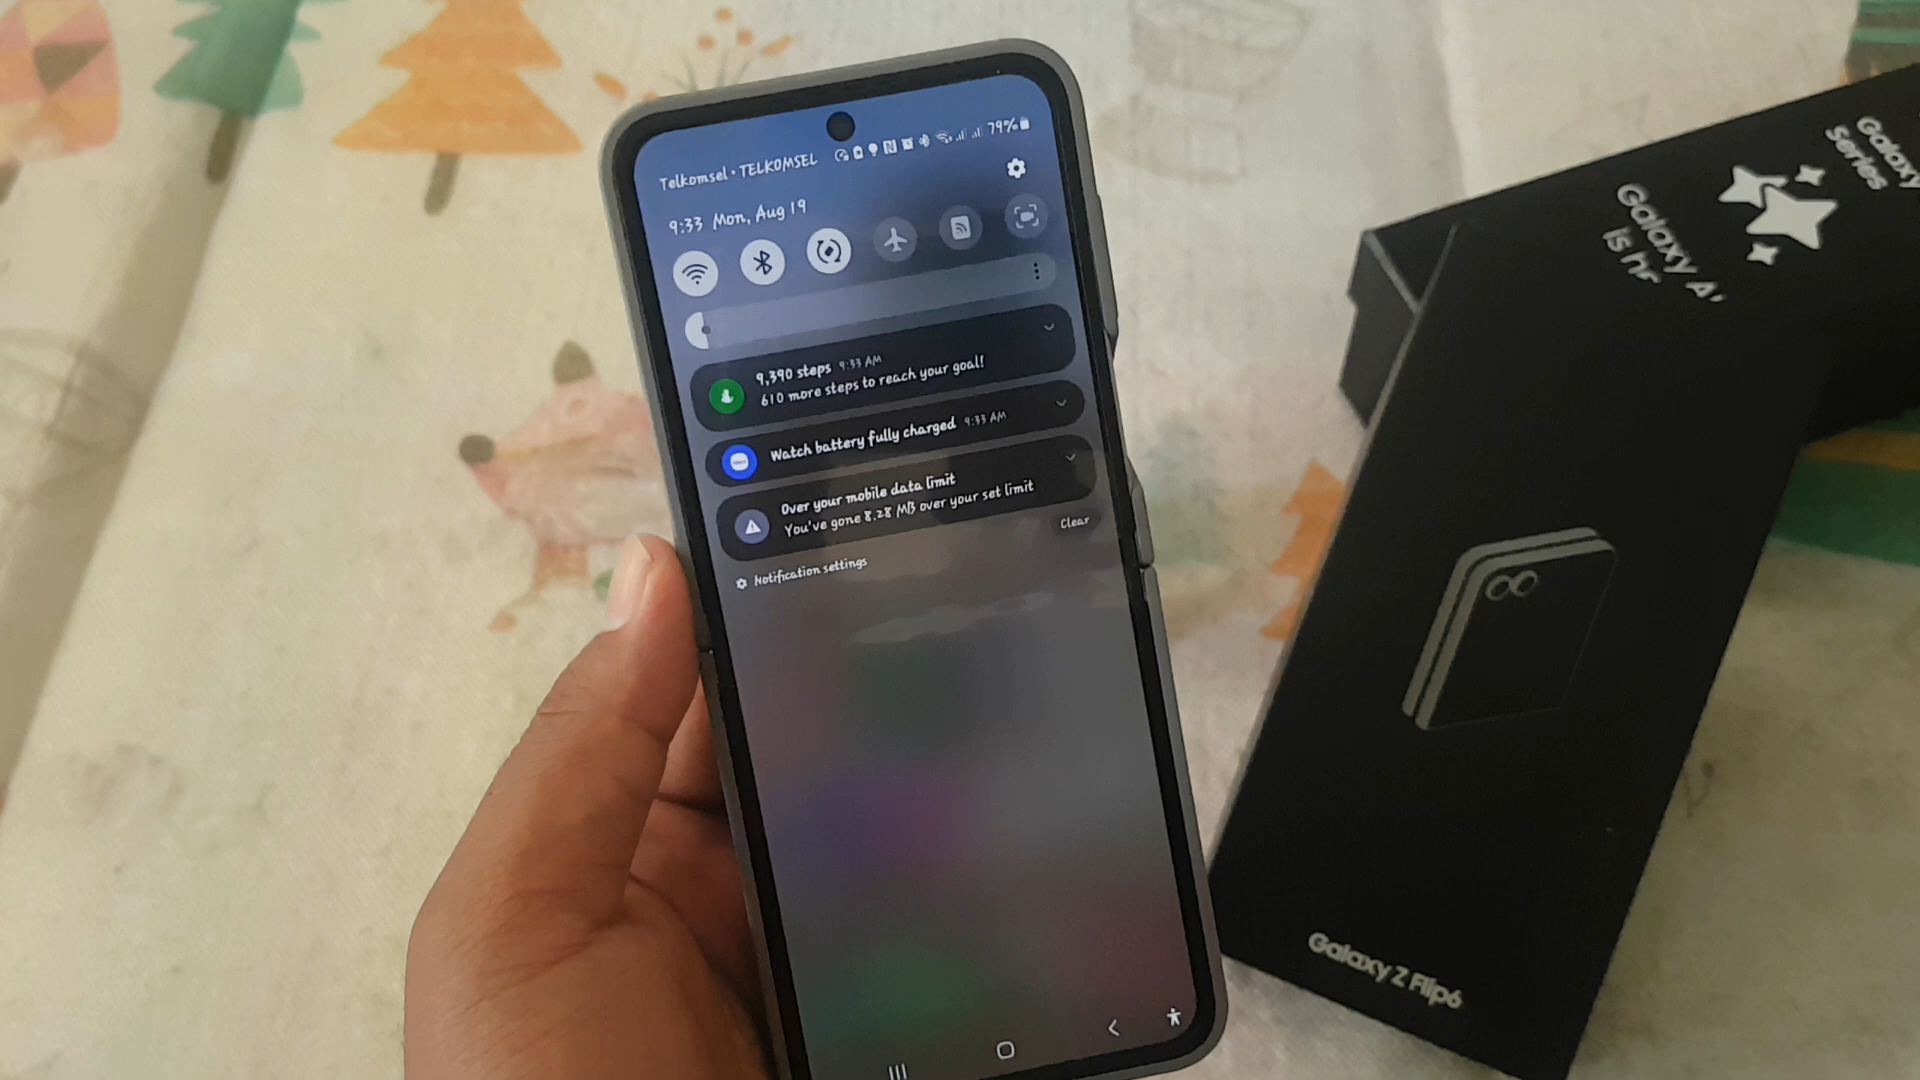 Telkomsel • TELKOMSEL
79%
9:33 Mon, Aug 19
9,390 steps 9:33 AM
610 more steps to reach your goal!
Watch battery fully charged 9:33 AM
Over your mobile data limit
You've gone 8.28 MB over your set limit
Clear
Notification settings
Galaxy
Series
Galaxy
is
Galaxy Z Flip6